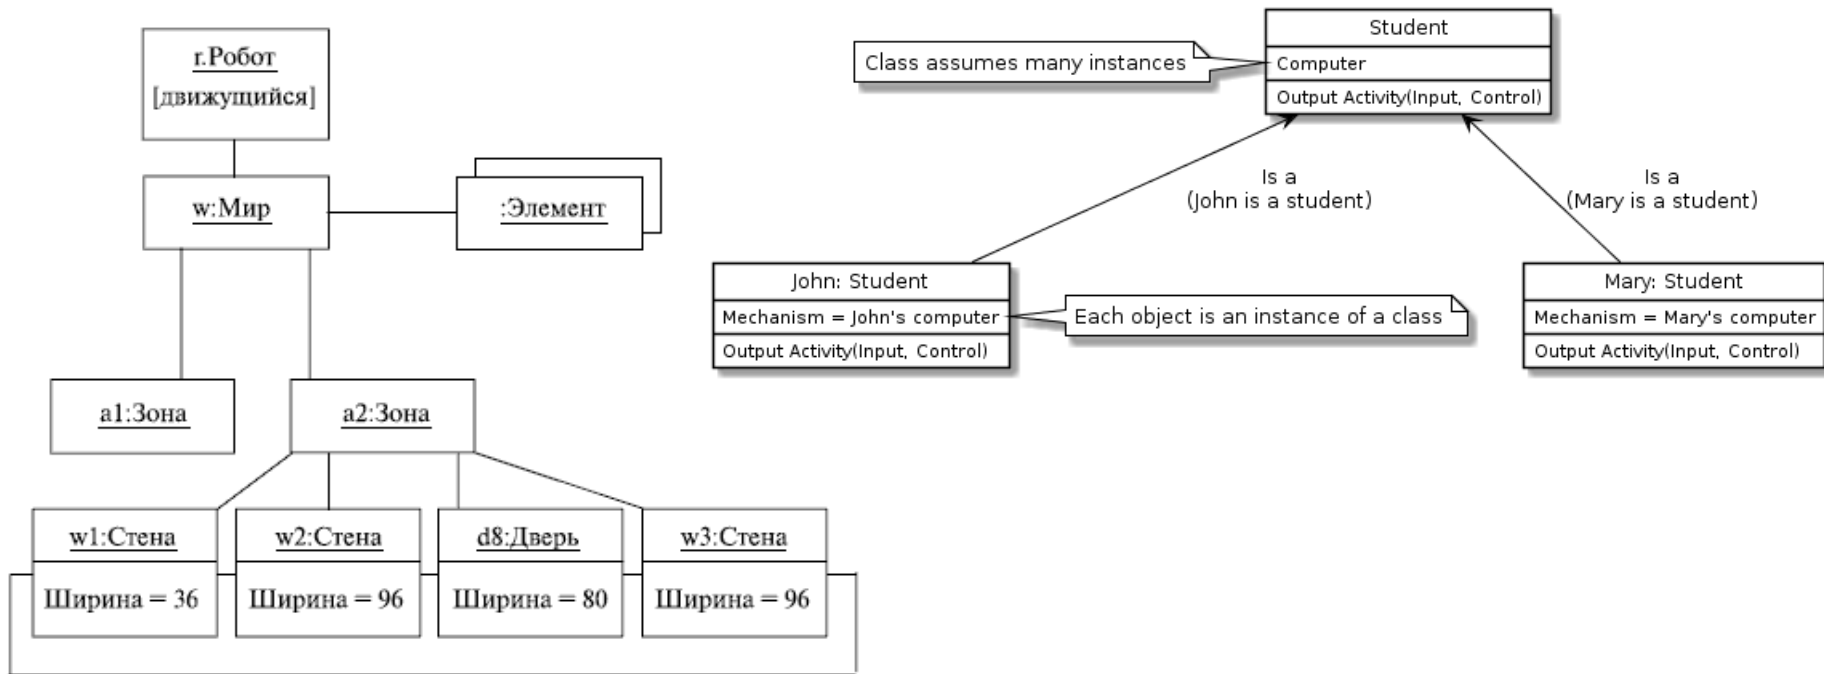 r.Робот
[движущийся]
w:Мир
:Элемент
a1:Зона
a2:Зона
w1:Стена
Ширина = 36
w2:Стена
Ширина = 96
d8:Дверь
Ширина = 80
w3:Стена
Ширина = 96
Class assumes many instances
Student
Computer
Output Activity(Input, Control)
Is a
(John is a student)
Is a
(Mary is a student)
John: Student
Mechanism = John's computer
Output Activity(Input, Control)
Each object is an instance of a class
Mary: Student
Mechanism = Mary's computer
Output Activity(Input, Control)